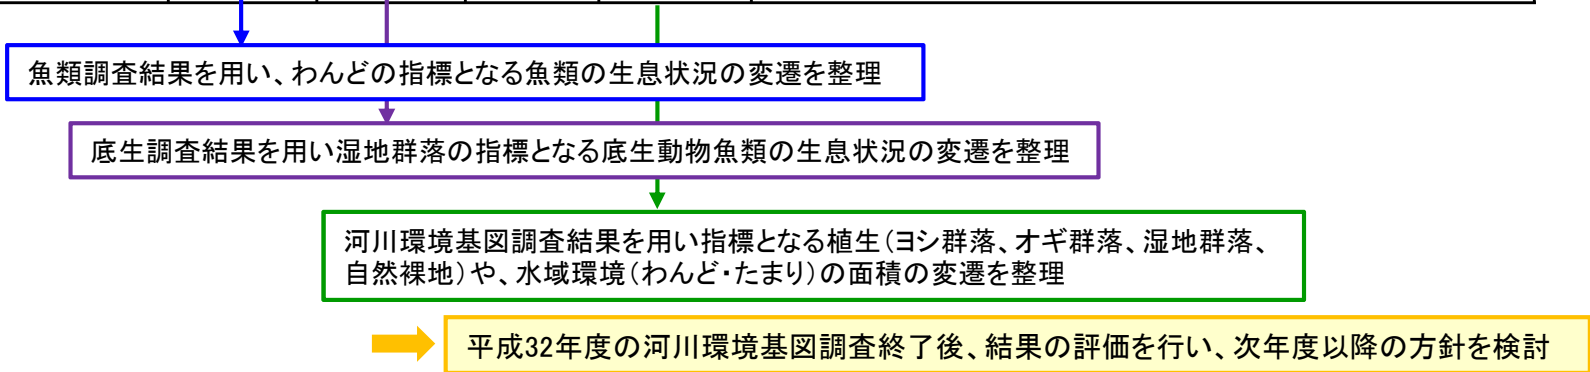 魚類調査結果を用い、わんどの指標となる魚類の生息状況の変遷を整理
底生調査結果を用い湿地群落の指標となる底生動物魚類の生息状況の変遷を整理
河川環境基図調査結果を用い指標となる植生(ヨシ群落、オギ群落、湿地群落、
自然裸地)や、水域環境(わんど・たまり)の面積の変遷を整理
平成32年度の河川環境基図調査終了後、結果の評価を行い、次年度以降の方針を検討